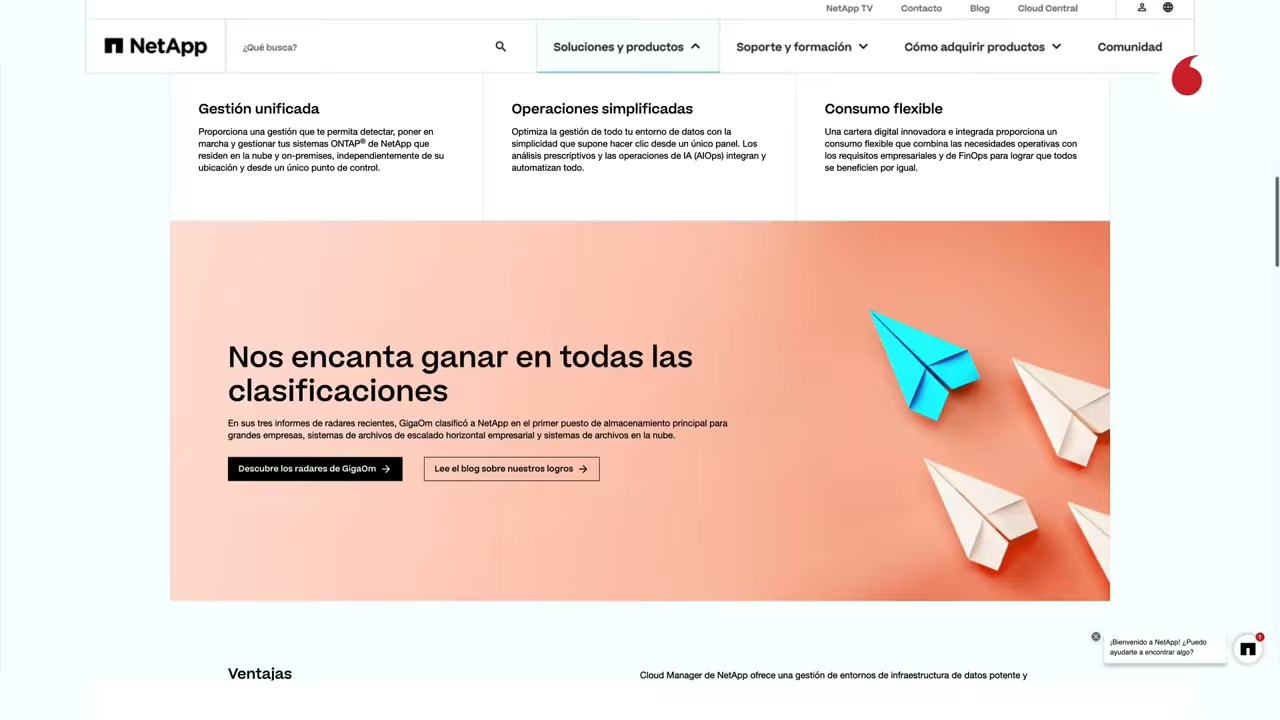 NetApp TV
Contacto
Blog
Cloud Central
NetApp
¿Qué busca?
Soluciones y productos
Soporte y formación
Cómo adquirir productos
Comunidad
Gestión unificada
Proporciona una gestión que te permita detectar, poner en
marcha y gestionar tus sistemas ONTAP® de NetApp que
residen en la nube y on-premises, independientemente de su
ubicación y desde un único punto de control.
Operaciones simplificadas
Optimiza la gestión de todo tu entorno de datos con la
simplicidad que supone hacer clic desde un único panel. Los
análisis prescriptivos y las operaciones de IA (AIOps) integran y
automatizan todo.
Consumo flexible
Una cartera digital innovadora e integrada proporciona un
consumo flexible que combina las necesidades operativas con
los requisitos empresariales y de FinOps para lograr que todos
se beneficien por igual.
Nos encanta ganar en todas las
clasificaciones
En sus tres informes de radares recientes, GigaOm clasificó a NetApp en el primer puesto de almacenamiento principal para
grandes empresas, sistemas de archivos de escalado horizontal empresarial y sistemas de archivos en la nube.
Descubre los radares de GigaOm →
Lee el blog sobre nuestros logros →
¡Bienvenido a NetApp! ¿Puedo
ayudarte a encontrar algo?
Ventajas
Cloud Manager de NetApp ofrece una gestión de entornos de infraestructura de datos potente y